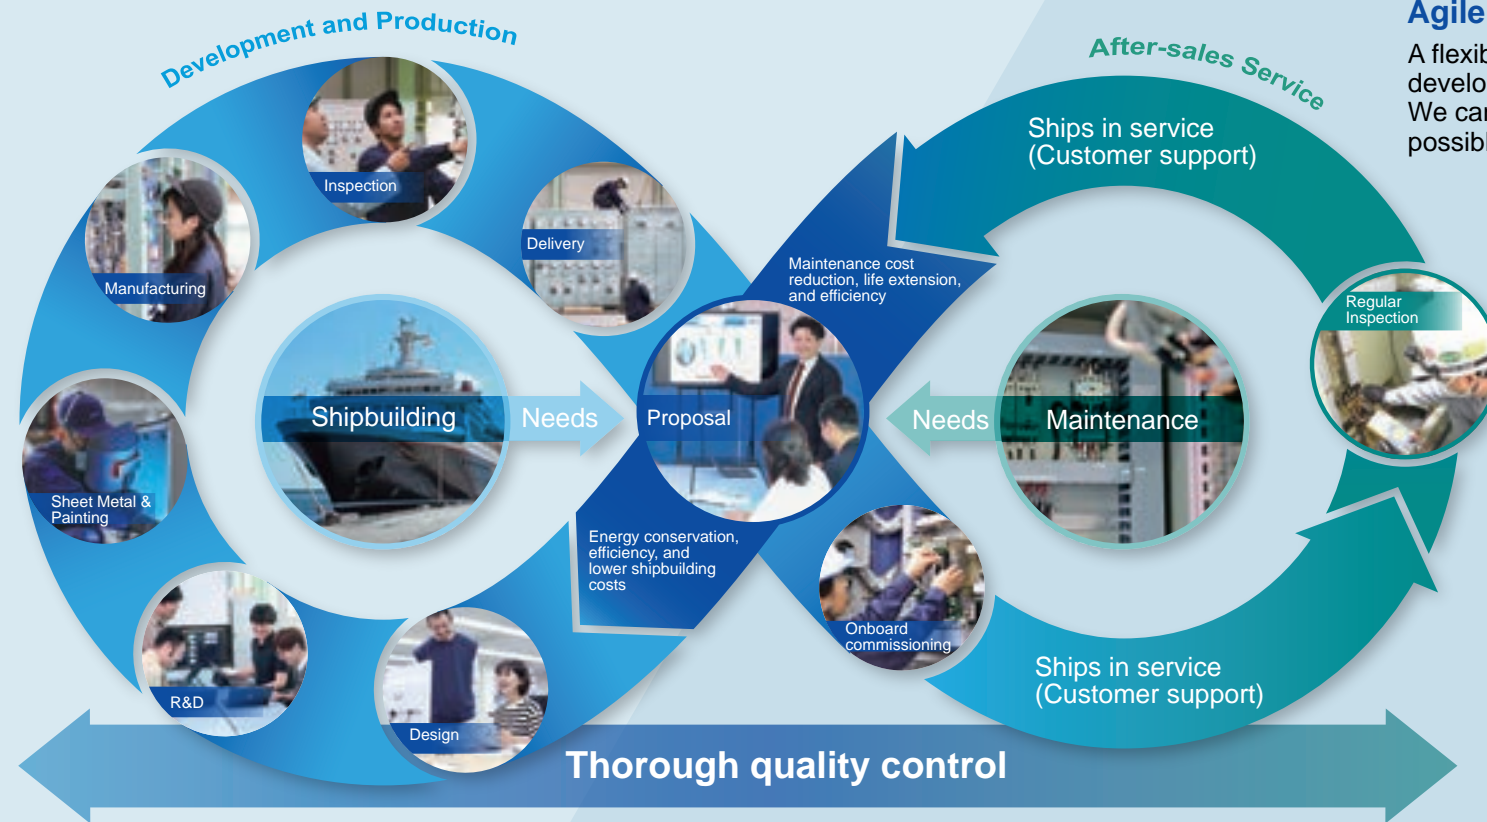 Development and Production
After-sales Service
Agile
A flexib
develo
We can
possibl
Ships in service
(Customer support)
Inspection
Delivery
Manufacturing
Maintenance cost
reduction, life extension,
and efficiency
Regular
Inspection
Shipbuilding
Needs
Proposal
Needs
Maintenance
Sheet Metal &
Painting
Energy conservation,
efficiency, and
lower shipbuilding
costs
Onboard
commissioning
Ships in service
(Customer support)
R&D
Design
Thorough quality control